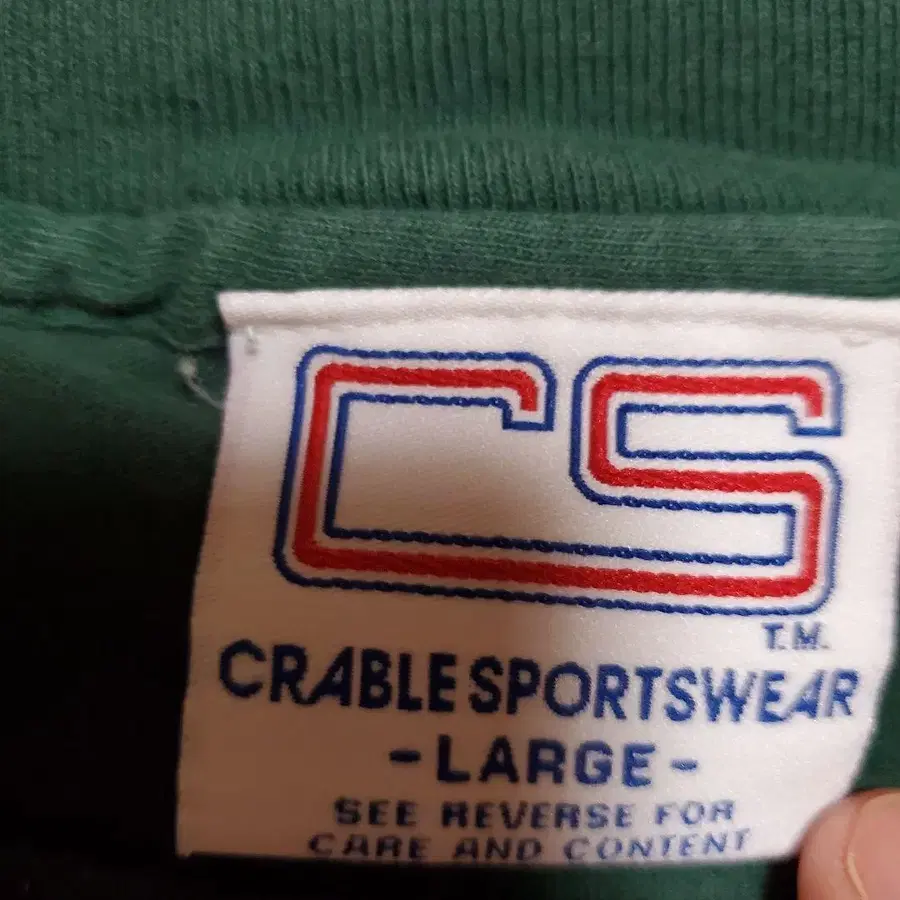 CS
T.M.
CRABLE SPORTSWEAR
- LARGE -
SEE REVERSE FOR
CARE AND CONTENT